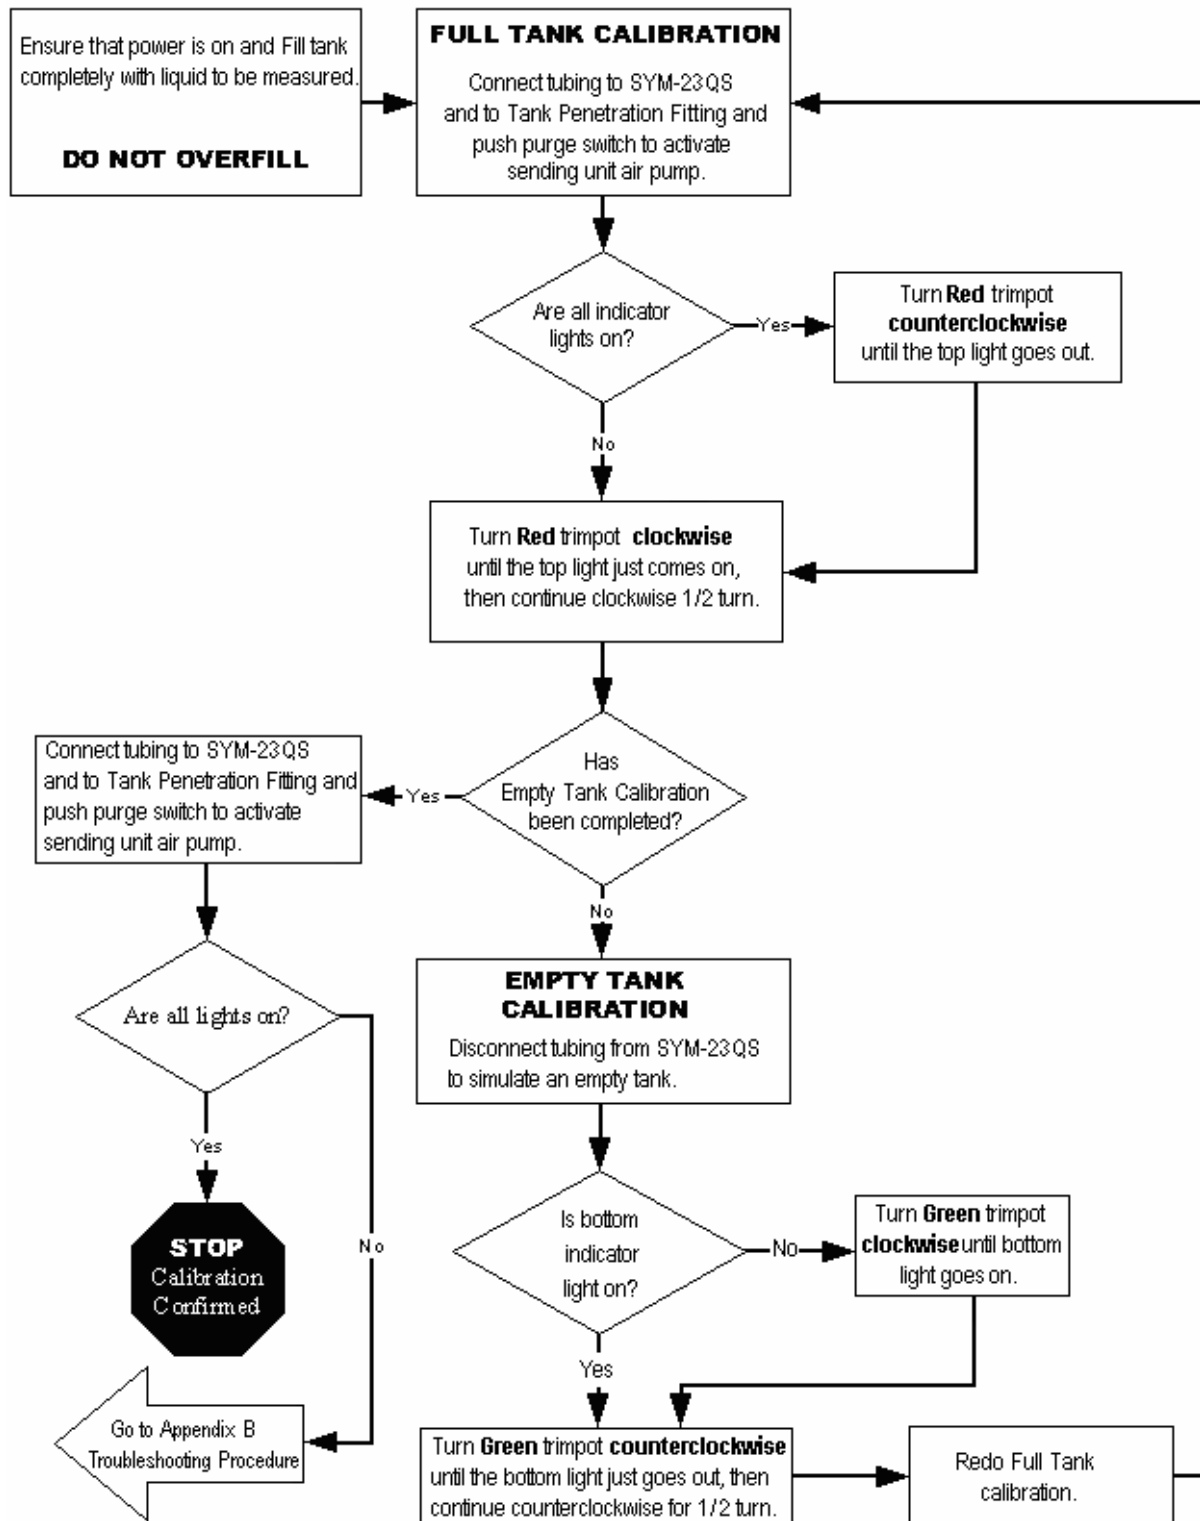 Ensure that power is on and Fill tank
completely with liquid to be measured.
DO NOT OVERFILL
FULL TANK CALIBRATION
Connect tubing to SYM-23QS
and to Tank Penetration Fitting and
push purge switch to activate
sending unit air pump.
Are all indicator
lights on?
Yes
Turn Red trimpot
counterclockwise
until the top light goes out.
No
Turn Red trimpot clockwise
until the top light just comes on,
then continue clockwise 1/2 turn.
Has
Empty Tank Calibration
been completed?
Yes
Connect tubing to SYM-23QS
and to Tank Penetration Fitting and
push purge switch to activate
sending unit air pump.
No
Are all lights on?
Yes
STOP
Calibration
Confirmed
No
Go to Appendix B
Troubleshooting Procedure
EMPTY TANK
CALIBRATION
Disconnect tubing from SYM-23QS
to simulate an empty tank.
Is bottom
indicator
light on?
No
Turn Green trimpot
clockwise until bottom
light goes on.
Yes
Turn Green trimpot counterclockwise
until the bottom light just goes out, then
continue counterclockwise for 1/2 turn.
Redo Full Tank
calibration.